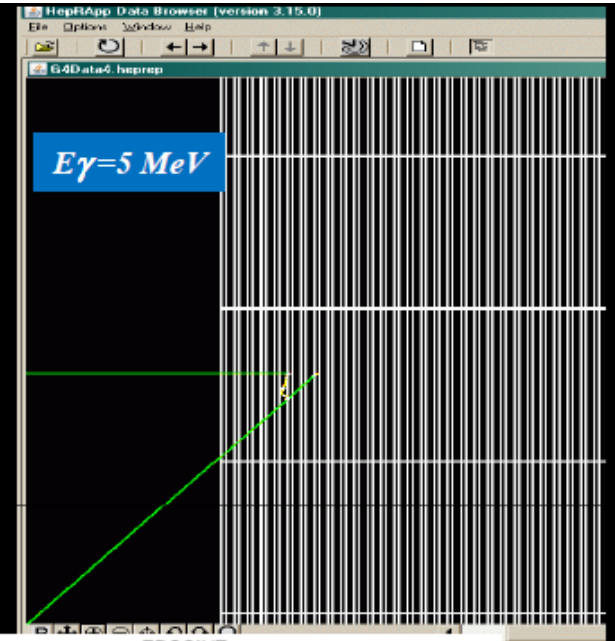 HepRApp Data Browser (version 3.15.0)
File Options Window Help
G4Data4.heprep
Eγ=5 MeV